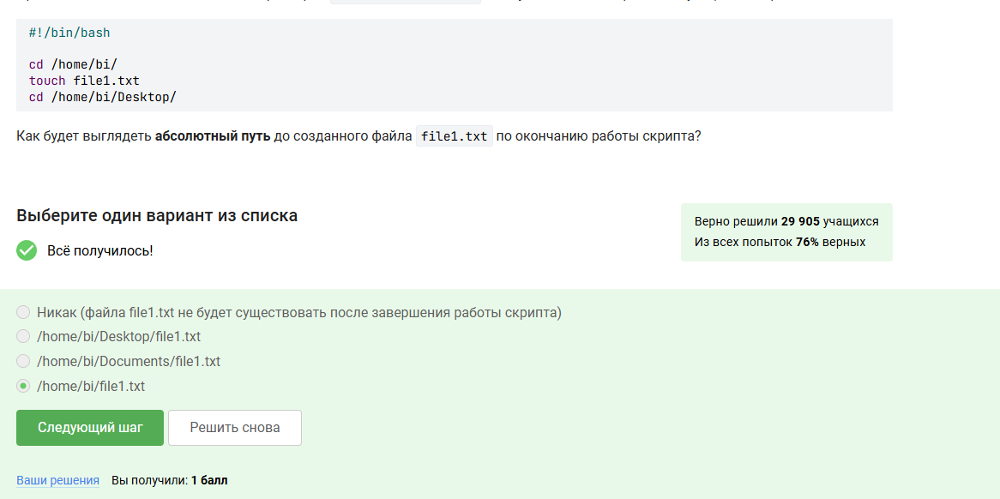 #!/bin/bash
cd /home/bi/
touch file1.txt
cd /home/bi/Desktop/
Как будет выглядеть абсолютный путь до созданного файла file1.txt по окончанию работы скрипта?
Выберите один вариант из списка
Верно решили 29 905 учащихся
Из всех попыток 76% верных
Всё получилось!
Никак (файла file1.txt не будет существовать после завершения работы скрипта)
/home/bi/Desktop/file1.txt
/home/bi/Documents/file1.txt
/home/bi/file1.txt
Следующий шаг Решить снова
Ваши решения Вы получили: 1 балл